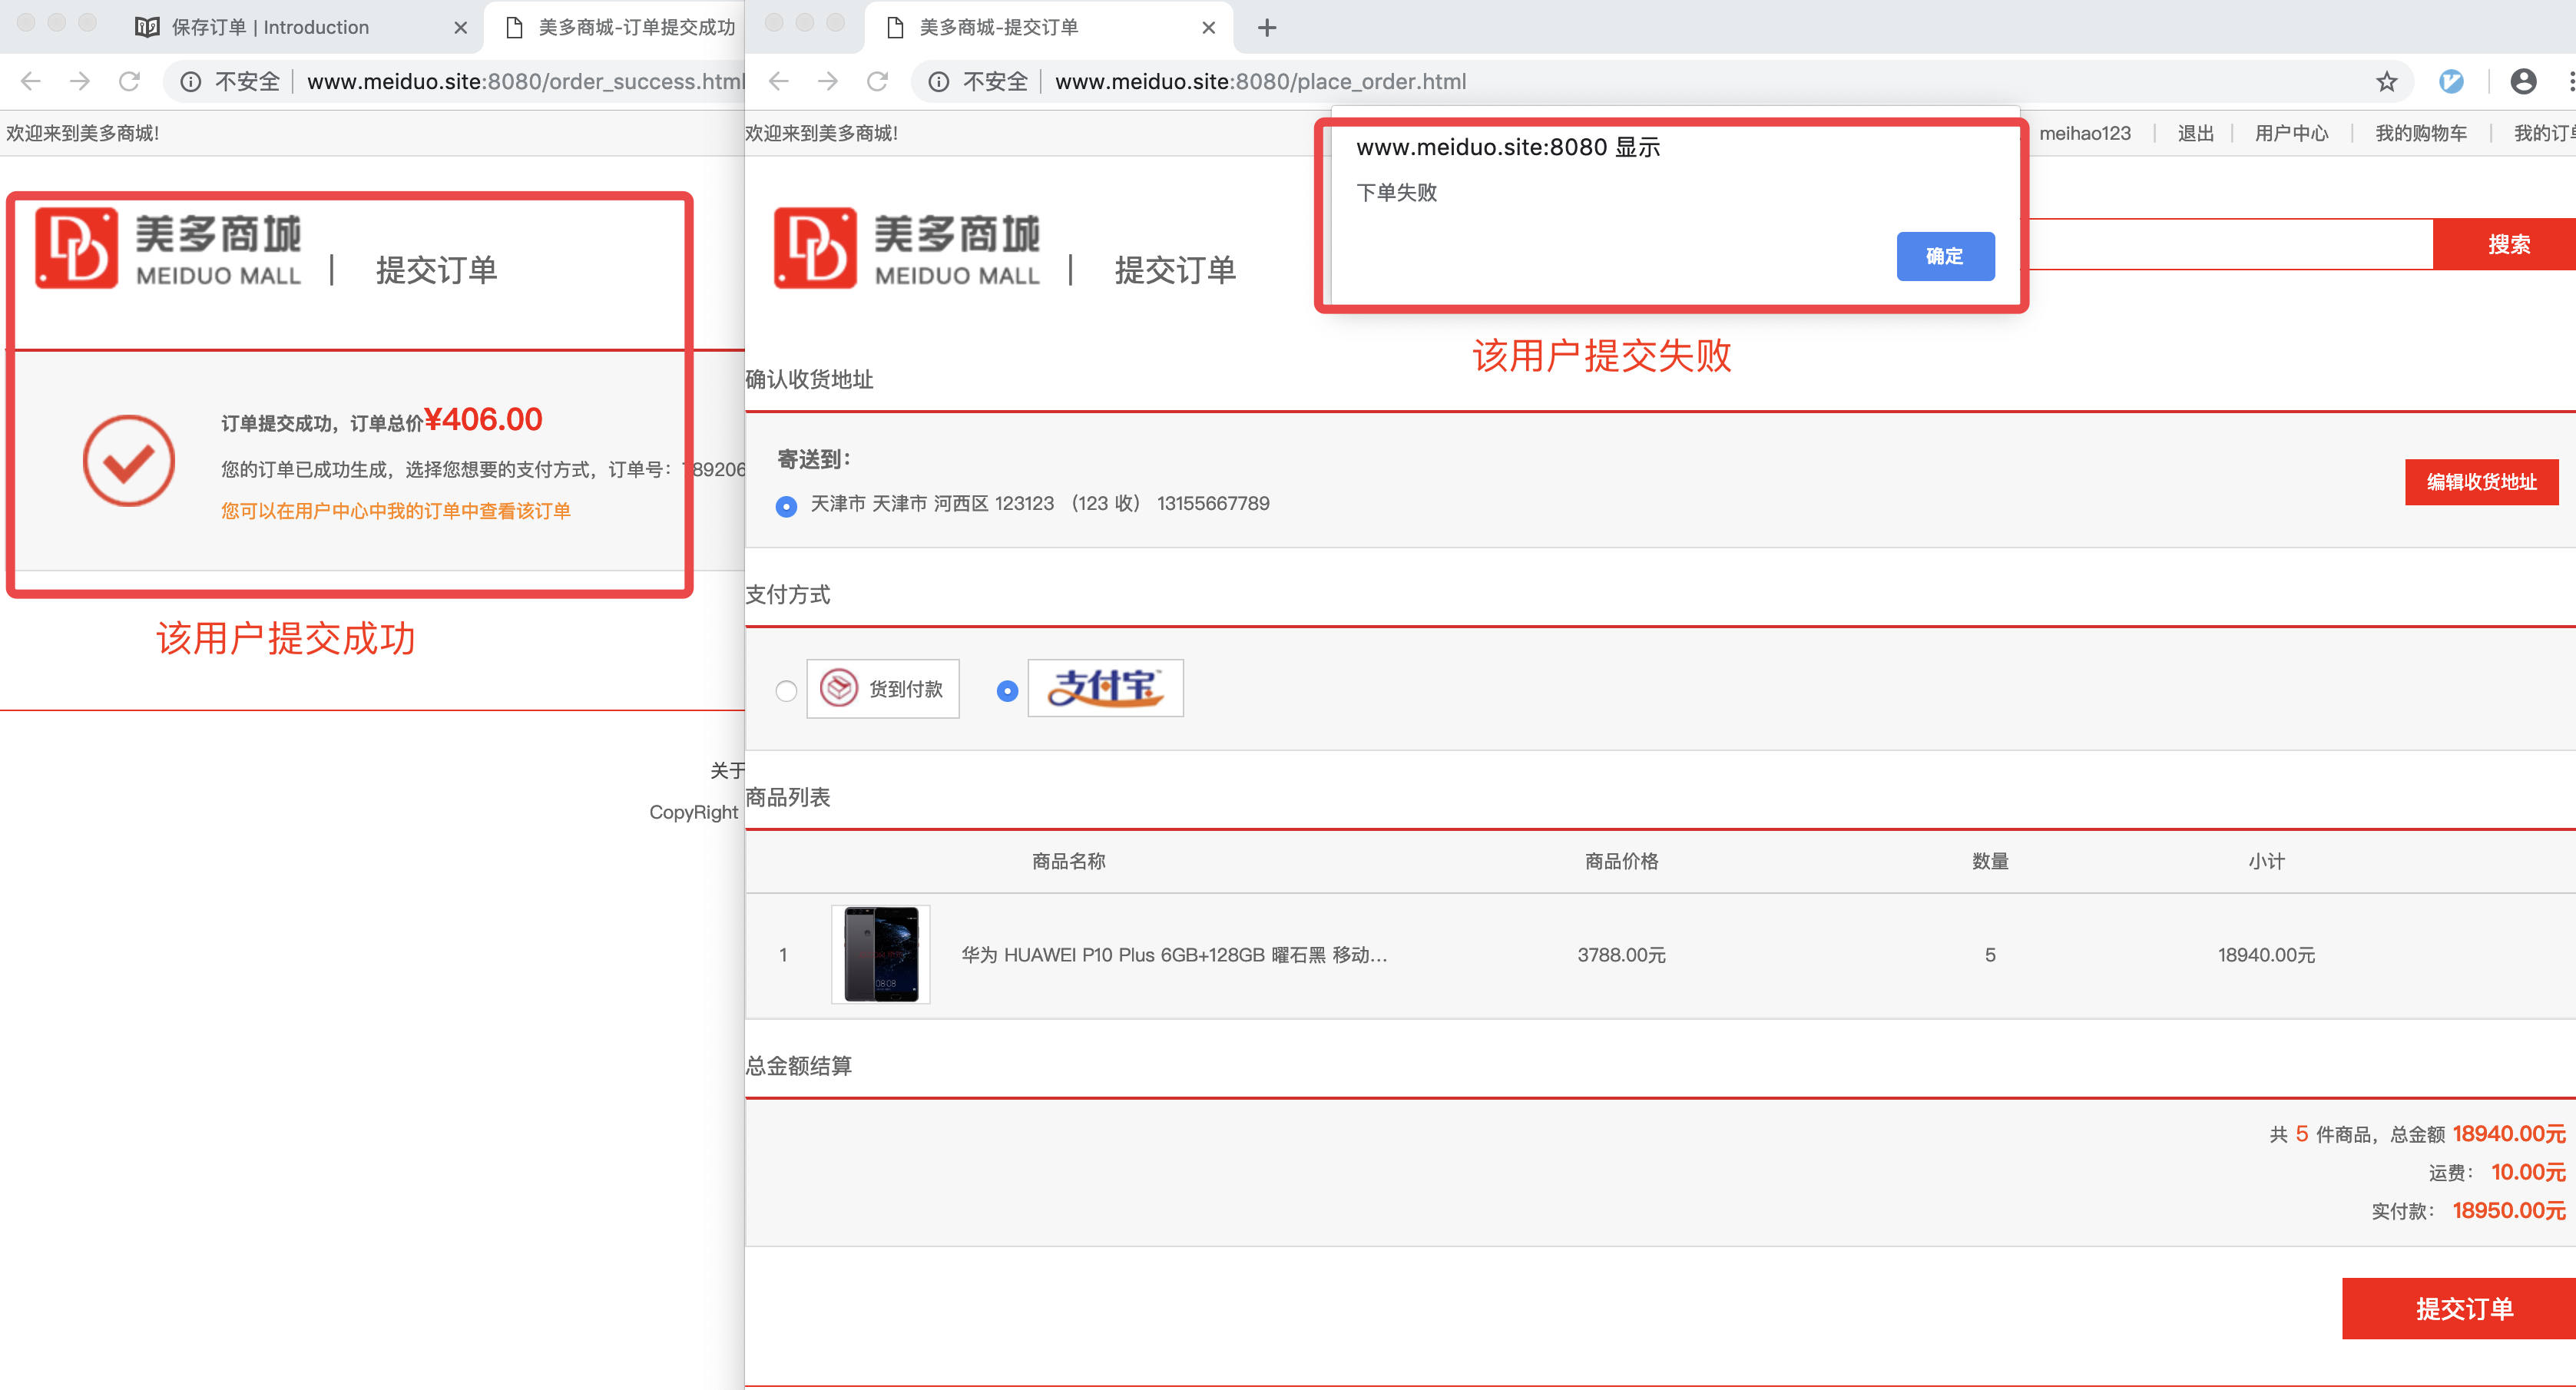 保存订单 | Introduction
美多商城-订单提交成功
不安全
www.meiduo.site:8080/order_success.html
欢迎来到美多商城!
美多商城
MEIDUO MALL
提交订单
订单提交成功，订单总价¥406.00
您的订单已成功生成，选择您想要的支付方式，订单号：
您可以在用户中心中我的订单中查看该订单
该用户提交成功
关于
CopyRight
美多商城-提交订单
不安全
www.meiduo.site:8080/place_order.html
欢迎来到美多商城!
meihao123
退出
用户中心
我的购物车
我的订单
www.meiduo.site:8080 显示
下单失败
确定
美多商城
MEIDUO MALL
提交订单
搜索
该用户提交失败
确认收货地址
寄送到：
天津市 天津市 河西区 123123 （123 收） 13155667789
编辑收货地址
支付方式
货到付款
支付宝
商品列表
商品名称 商品价格 数量 小计
1 华为 HUAWEI P10 Plus 6GB+128GB 曜石黑 移动... 3788.00元 5 18940.00元
总金额结算
共 5 件商品，总金额 18940.00元
运费： 10.00元
实付款： 18950.00元
提交订单